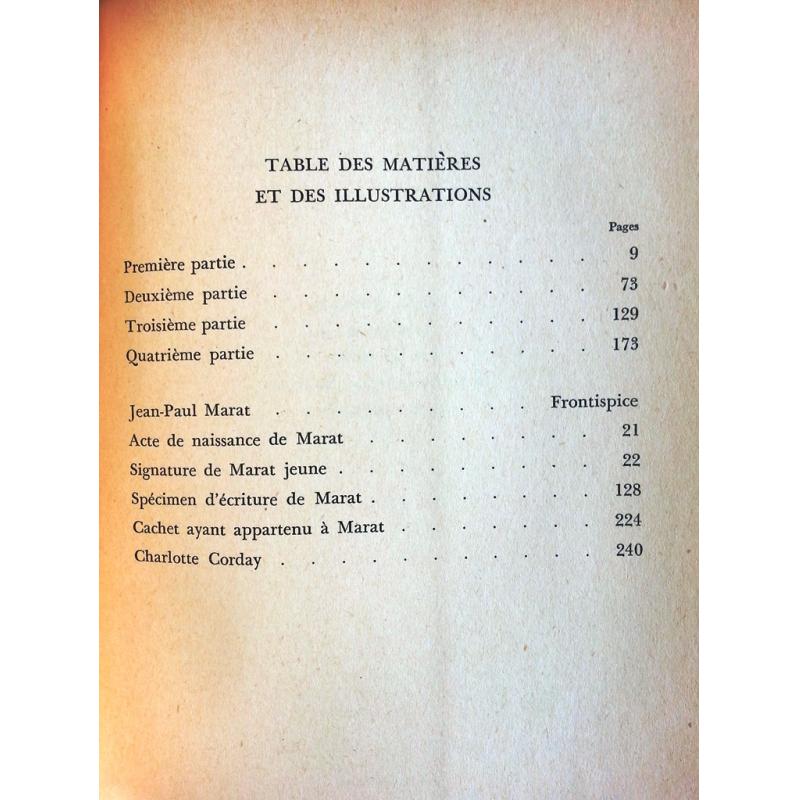 TABLE DES MATIÈRES
ET DES ILLUSTRATIONS
Pages
Première partie . . . . . . . . . . . . 9
Deuxième partie . . . . . . . . . . . 73
Troisième partie . . . . . . . . . . . 129
Quatrième partie . . . . . . . . . . . 173
Jean-Paul Marat . . . . . . . . . Frontispice
Acte de naissance de Marat . . . . . . . . 21
Signature de Marat jeune . . . . . . . . . 22
Spécimen d'écriture de Marat . . . . . . . . 128
Cachet ayant appartenu à Marat . . . . . . . 224
Charlotte Corday . . . . . . . . . . . 240